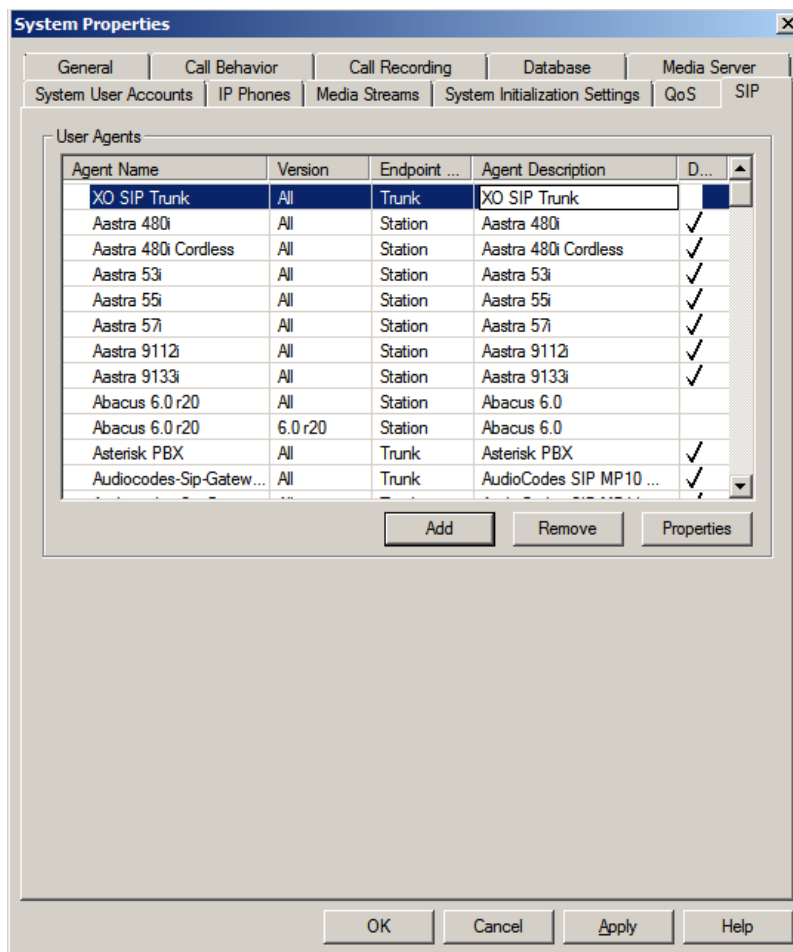 System Properties
General Call Behavior Call Recording Database Media Server
System User Accounts IP Phones Media Streams System Initialization Settings QoS SIP
User Agents
Agent Name Version Endpoint ... Agent Description D...
XO SIP Trunk All Trunk XO SIP Trunk
Aastra 480i All Station Aastra 480i
Aastra 480i Cordless All Station Aastra 480i Cordless
Aastra 53i All Station Aastra 53i
Aastra 55i All Station Aastra 55i
Aastra 57i All Station Aastra 57i
Aastra 9112i All Station Aastra 9112i
Aastra 9133i All Station Aastra 9133i
Abacus 6.0 r20 All Station Abacus 6.0
Abacus 6.0 r20 6.0 r20 Station Abacus 6.0
Asterisk PBX All Trunk Asterisk PBX
Audiocodes-Sip-Gatew... All Trunk AudioCodes SIP MP10 ...
Add Remove Properties
OK Cancel Apply Help